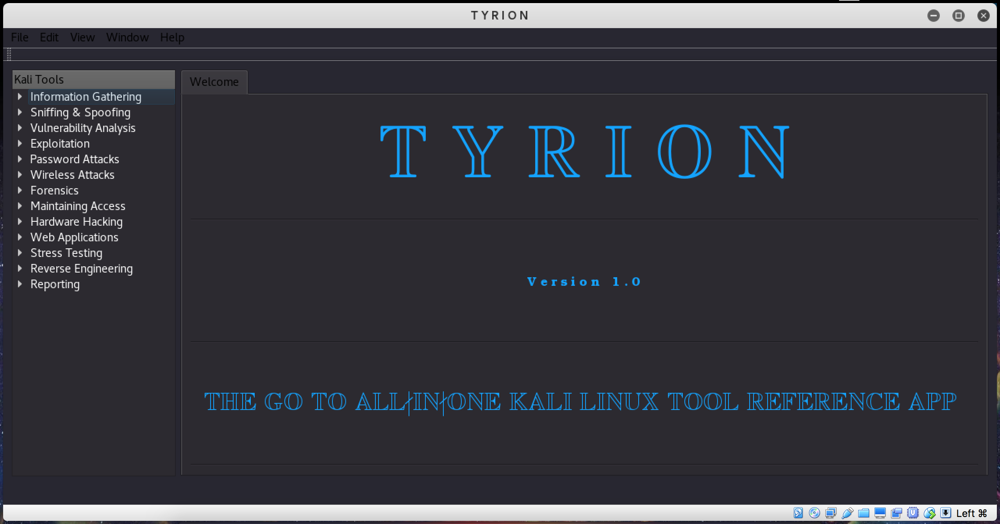 TYRION
File Edit View Window Help
Kali Tools
Information Gathering
Sniffing & Spoofing
Vulnerability Analysis
Exploitation
Password Attacks
Wireless Attacks
Forensics
Maintaining Access
Hardware Hacking
Web Applications
Stress Testing
Reverse Engineering
Reporting
Welcome
TYRION
Version 1.0
THE GO TO ALL∤IN∤ONE KALI LINUX TOOL REFERENCE APP
Left ⌘